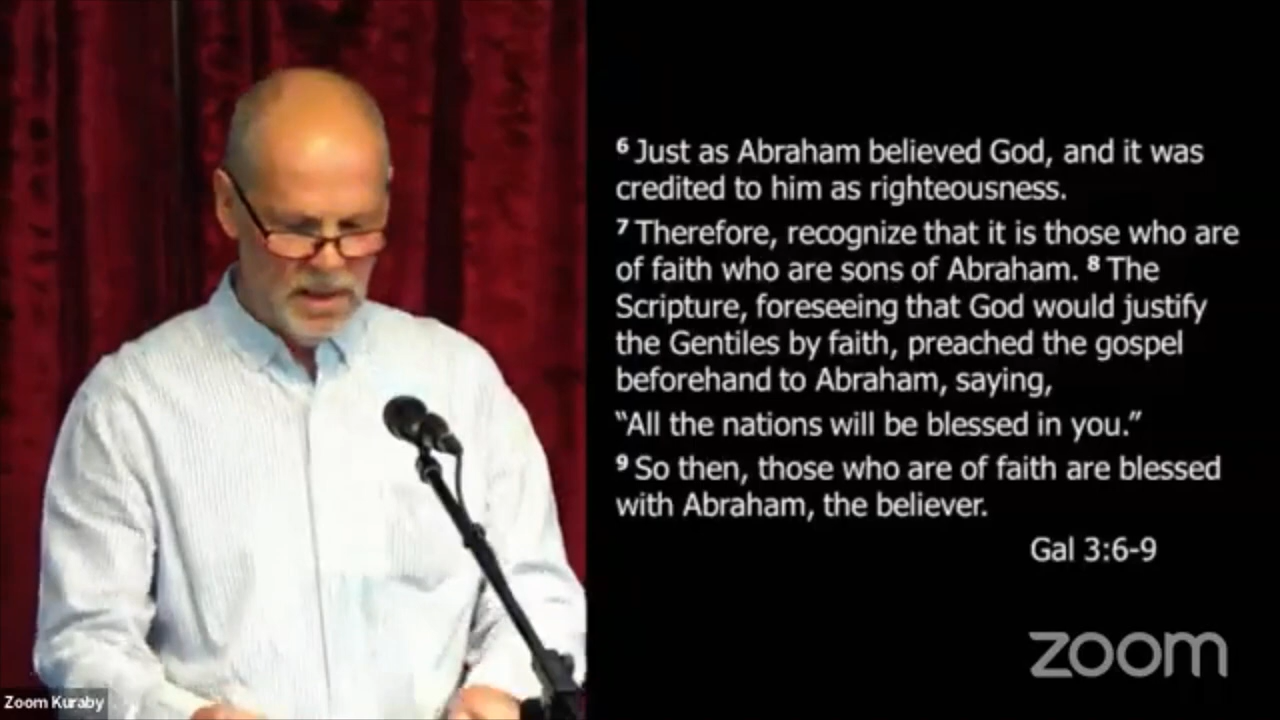 ⁶ Just as Abraham believed God, and it was
credited to him as righteousness.
⁷ Therefore, recognize that it is those who are
of faith who are sons of Abraham. ⁸ The
Scripture, foreseeing that God would justify
the Gentiles by faith, preached the gospel
beforehand to Abraham, saying,
“All the nations will be blessed in you.”
⁹ So then, those who are of faith are blessed
with Abraham, the believer.
Gal 3:6-9
zoom
Zoom Kuraby